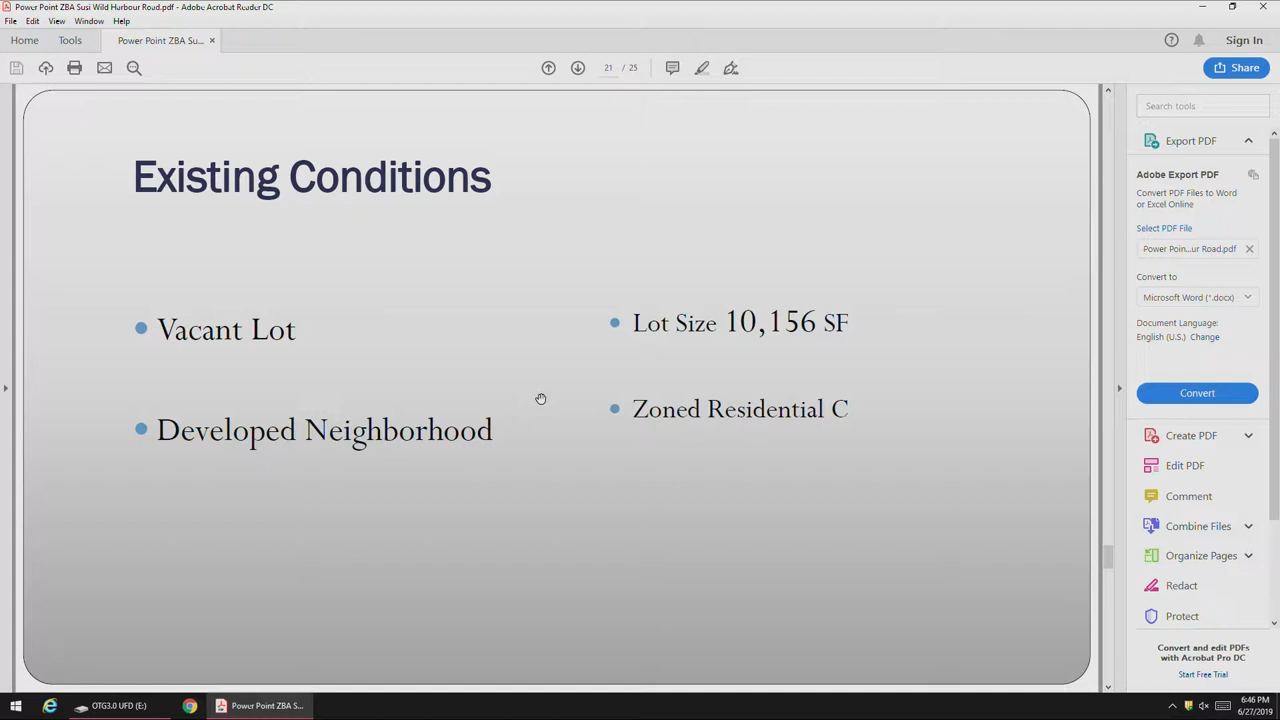 Power Point ZBA Susi Wild Harbour Road.pdf - Adobe Acrobat Reader DC
File Edit View Window Help
Home Tools Power Point ZBA Su... × Sign In
21 / 25 Share
Existing Conditions
Vacant Lot
Developed Neighborhood
Lot Size 10,156 SF
Zoned Residential C
Search tools
Export PDF
Adobe Export PDF
Convert PDF Files to Word
or Excel Online
Select PDF File
Power Poin...ur Road.pdf
Convert to
Microsoft Word (*.docx)
Document Language:
English (U.S.) Change
Convert
Create PDF
Edit PDF
Comment
Combine Files
Organize Pages
Redact
Protect
Convert and edit PDFs
with Acrobat Pro DC
Start Free Trial
OTG3.0 UFD (E:)
Power Point ZBA S...
6:46 PM
6/27/2019